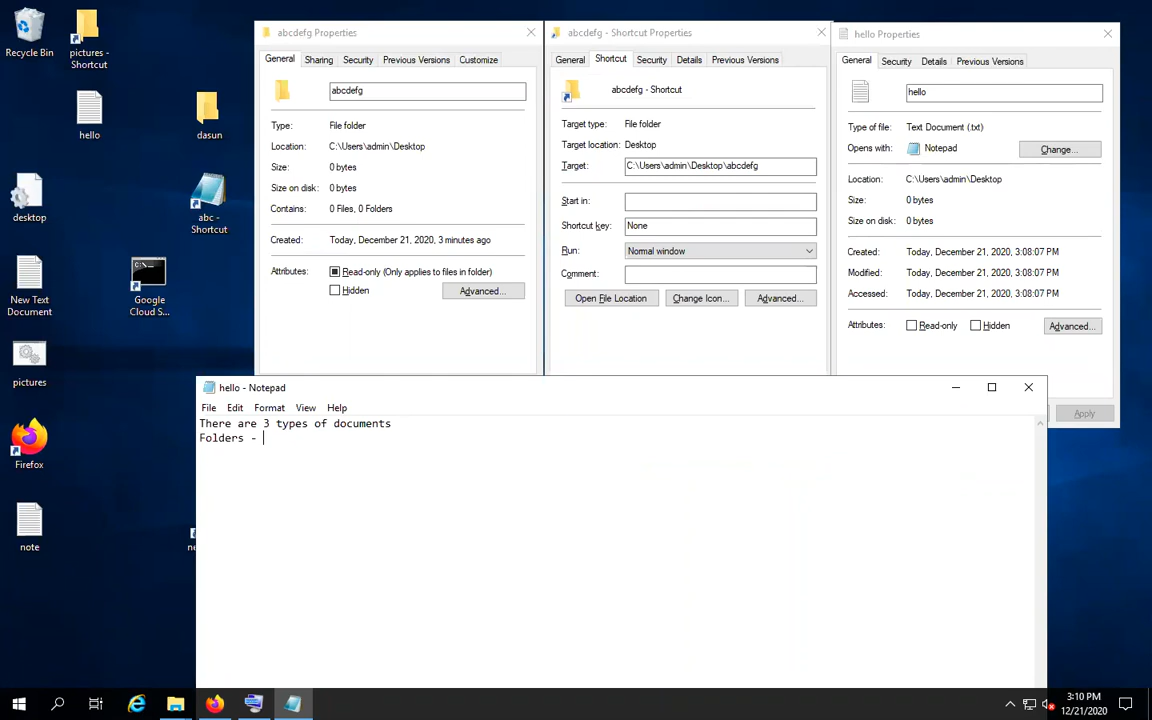 Recycle Bin
pictures -
Shortcut
hello
dasun
desktop
abc -
Shortcut
New Text
Document
Google
Cloud S...
pictures
Firefox
note
abcdefg Properties
General
Sharing
Security
Previous Versions
Customize
abcdefg
Type:
File folder
Location:
C:\Users\admin\Desktop
Size:
0 bytes
Size on disk:
0 bytes
Contains:
0 Files, 0 Folders
Created:
Today, December 21, 2020, 3 minutes ago
Attributes:
Read-only (Only applies to files in folder)
Hidden
Advanced...
abcdefg - Shortcut Properties
General
Shortcut
Security
Details
Previous Versions
abcdefg - Shortcut
Target type:
File folder
Target location:
Desktop
Target:
C:\Users\admin\Desktop\abcdefg
Start in:
Shortcut key:
None
Run:
Normal window
Comment:
Open File Location
Change Icon...
Advanced...
hello Properties
General
Security
Details
Previous Versions
hello
Type of file:
Text Document (.txt)
Opens with:
Notepad
Change...
Location:
C:\Users\admin\Desktop
Size:
0 bytes
Size on disk:
0 bytes
Created:
Today, December 21, 2020, 3:08:07 PM
Modified:
Today, December 21, 2020, 3:08:07 PM
Accessed:
Today, December 21, 2020, 3:08:07 PM
Attributes:
Read-only
Hidden
Advanced...
Apply
hello - Notepad
File
Edit
Format
View
Help
There are 3 types of documents
Folders -
3:10 PM
12/21/2020